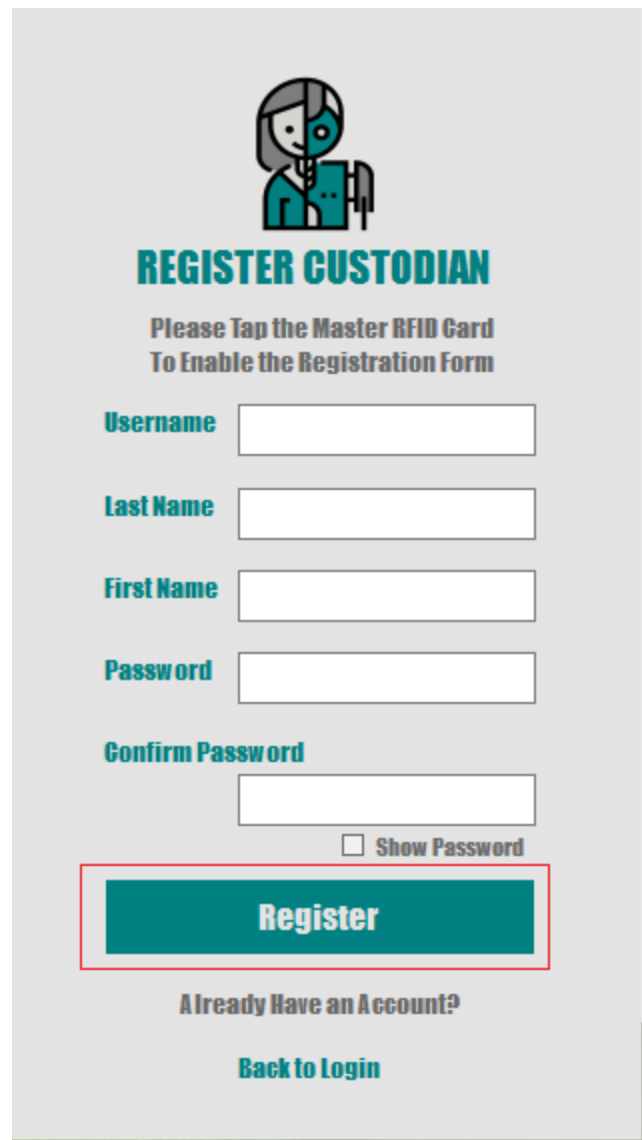 REGISTER CUSTODIAN
Please Tap the Master RFID Card
To Enable the Registration Form
Username
Last Name
First Name
Password
Confirm Password
Show Password
Register
Already Have an Account?
Back to Login